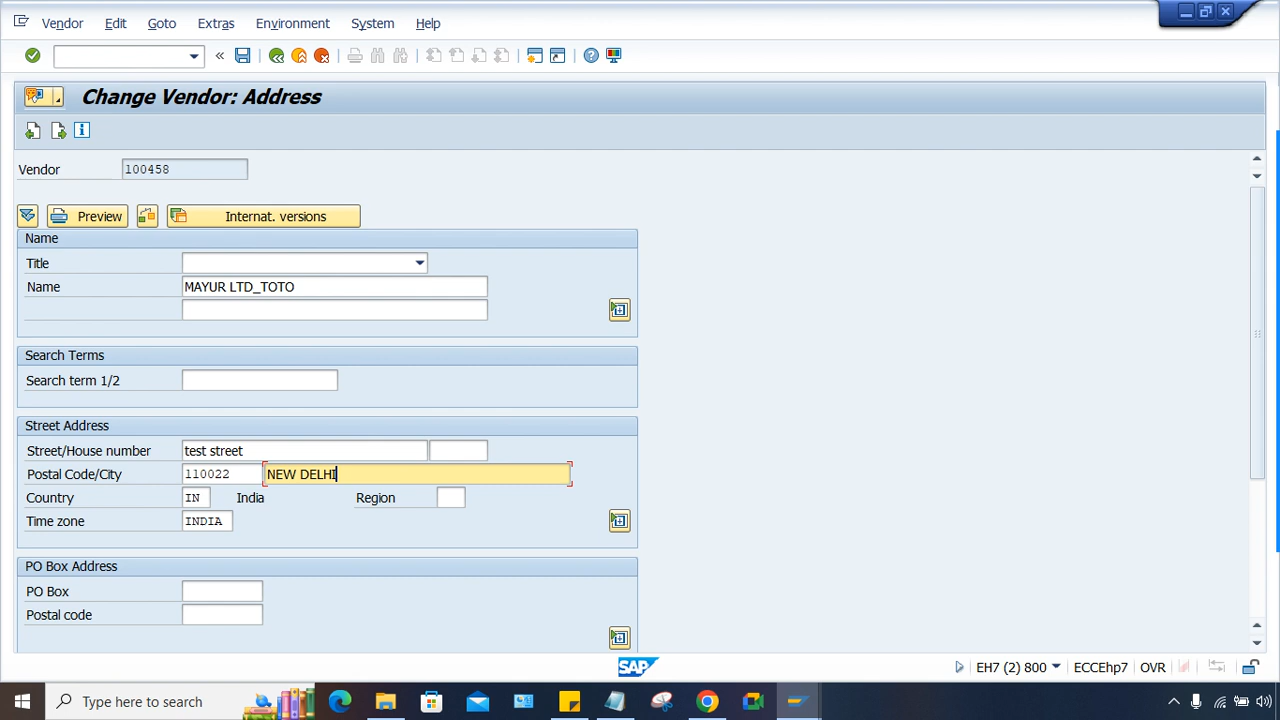 Vendor Edit Goto Extras Environment System Help
Change Vendor: Address
Vendor 100458
Preview Internat. versions
Name
Title
Name MAYUR LTD_TOTO
Search Terms
Search term 1/2
Street Address
Street/House number test street
Postal Code/City 110022 NEW DELHI
Country IN India Region
Time zone INDIA
PO Box Address
PO Box
Postal code
SAP EH7 (2) 800 ECCEhp7 OVR
Type here to search